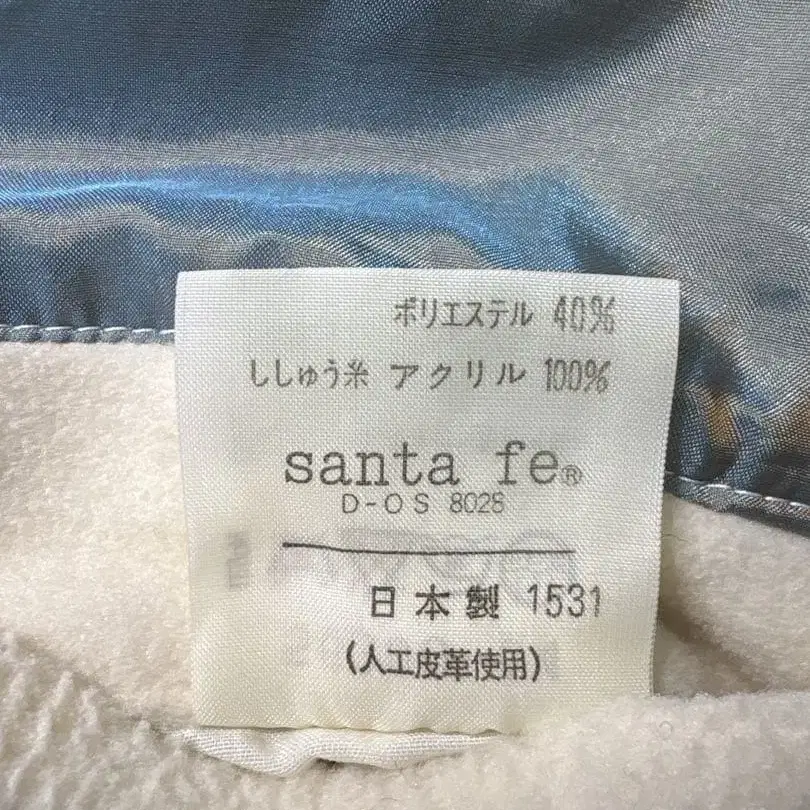 ポリエステル 40%
ししゅう糸 アクリル 100%
santa fe®
D-OS 8028
日本製 1531
(人工皮革使用)